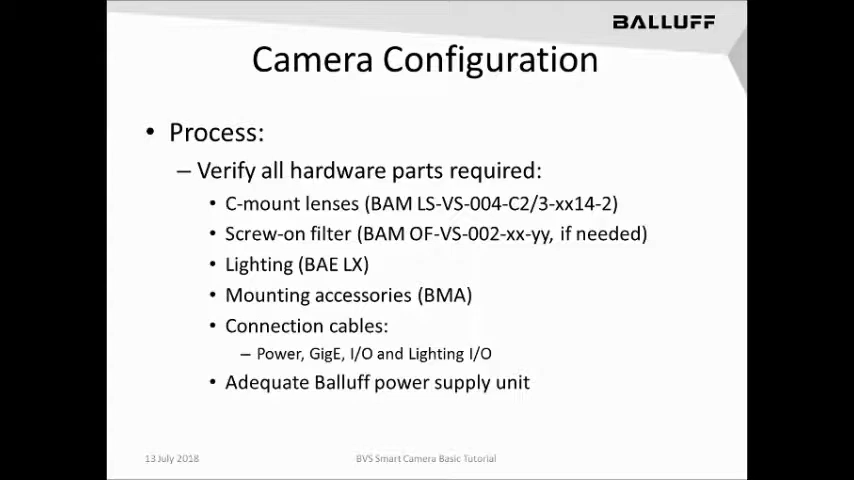 BALLUFF
Camera Configuration
• Process:
– Verify all hardware parts required:
• C-mount lenses (BAM LS-VS-004-C2/3-xx14-2)
• Screw-on filter (BAM OF-VS-002-xx-yy, if needed)
• Lighting (BAE LX)
• Mounting accessories (BMA)
• Connection cables:
– Power, GigE, I/O and Lighting I/O
• Adequate Balluff power supply unit
13 July 2018
BVS Smart Camera Basic Tutorial